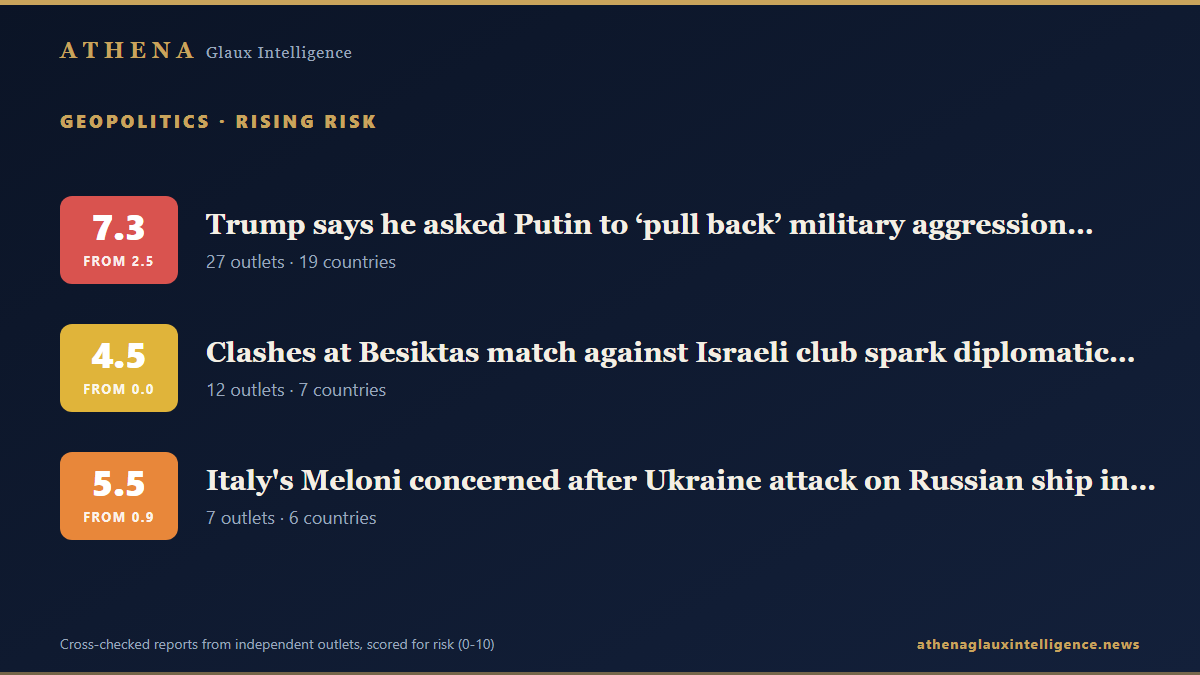 ATHENA Glaux Intelligence
GEOPOLITICS · RISING RISK
7.3
FROM 2.5
Trump says he asked Putin to ‘pull back’ military aggression...
27 outlets · 19 countries
4.5
FROM 0.0
Clashes at Besiktas match against Israeli club spark diplomatic...
12 outlets · 7 countries
5.5
FROM 0.9
Italy's Meloni concerned after Ukraine attack on Russian ship in...
7 outlets · 6 countries
Cross-checked reports from independent outlets, scored for risk (0-10)
athenaglauxintelligence.news